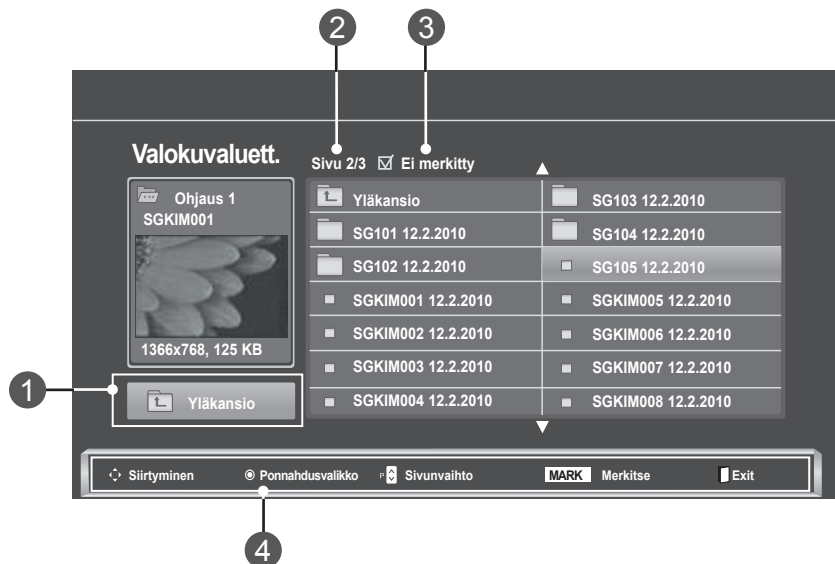 2 3
Valokuvaluett.
Sivu 2/3 Ei merkitty
Ohjaus 1
SGKIM001
1366x768, 125 KB
1
Yläkansio
Yläkansio
SG101 12.2.2010
SG102 12.2.2010
SGKIM001 12.2.2010
SGKIM002 12.2.2010
SGKIM003 12.2.2010
SGKIM004 12.2.2010
SG103 12.2.2010
SG104 12.2.2010
SG105 12.2.2010
SGKIM005 12.2.2010
SGKIM006 12.2.2010
SGKIM007 12.2.2010
SGKIM008 12.2.2010
Siirtyminen Ponnahdusvalikko P Sivunvaihto MARK Merkitse Exit
4